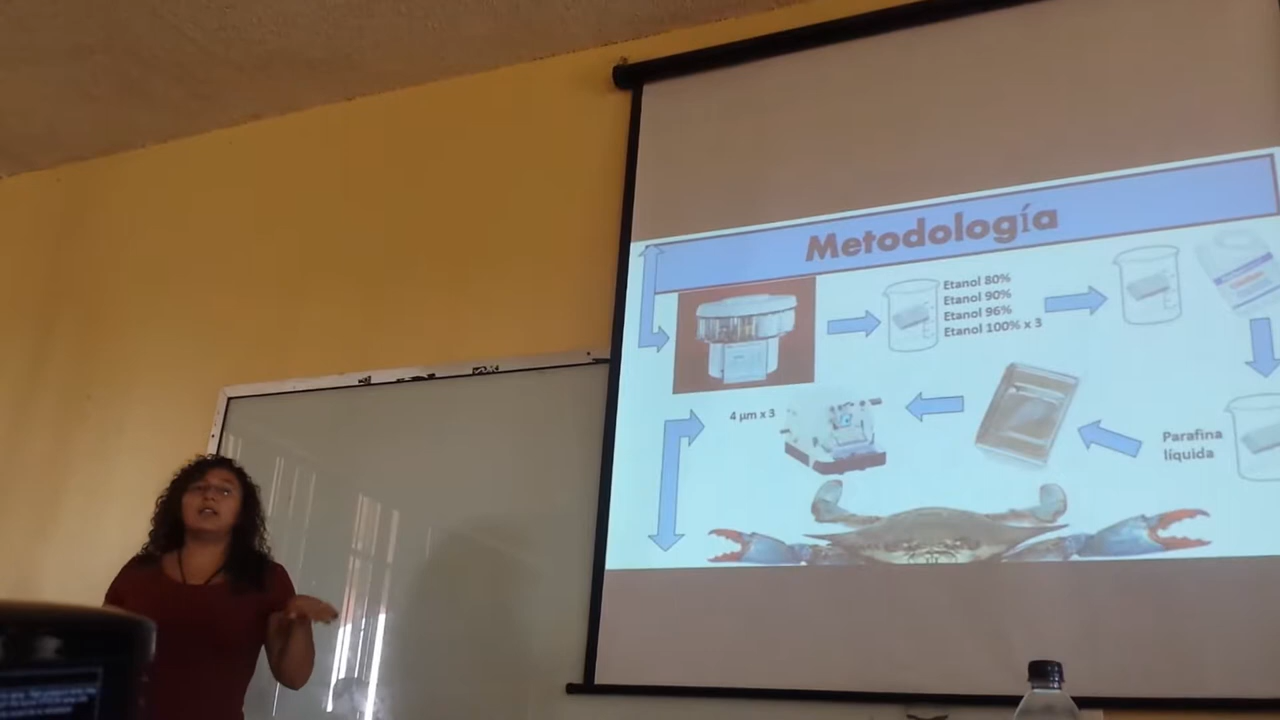 Metodología
Etanol 80%
Etanol 90%
Etanol 96%
Etanol 100% x 3
4 µm x 3
Parafina
líquida